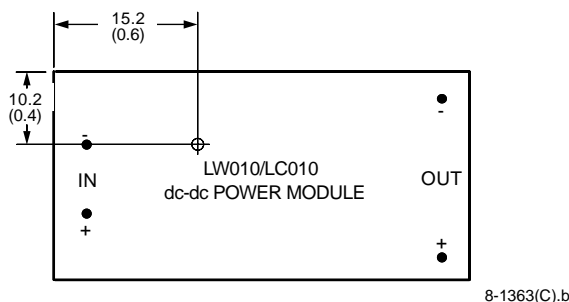 15.2
(0.6)
10.2
(0.4)
-
-
LW010/LC010
IN
OUT
dc-dc POWER MODULE
+
+
8-1363(C).b